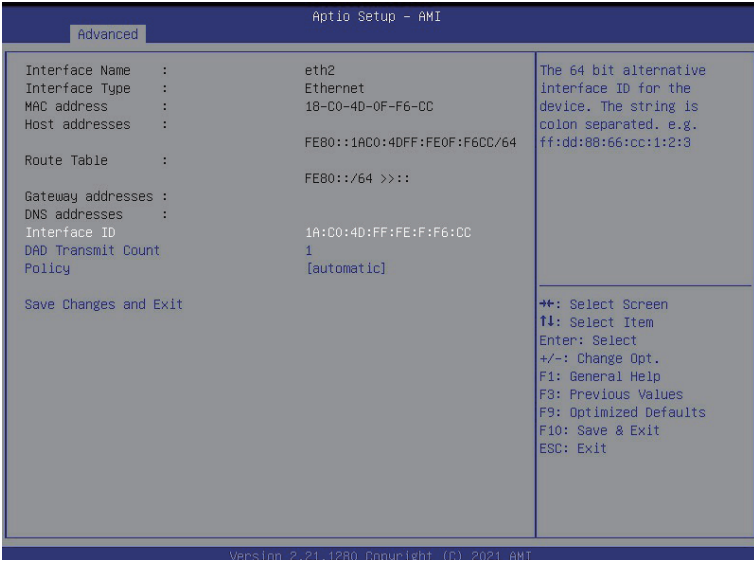 Aptio Setup – AMI
Advanced
Interface Name : eth2
Interface Type : Ethernet
MAC address : 18-C0-4D-0F-F6-CC
Host addresses :
FE80::1AC0:4DFF:FE0F:F6CC/64
Route Table :
FE80::/64 >>::
Gateway addresses :
DNS addresses :
Interface ID 1A:C0:4D:FF:FE:F:F6:CC
DAD Transmit Count 1
Policy [automatic]
Save Changes and Exit
The 64 bit alternative
interface ID for the
device. The string is
colon separated. e.g.
ff:dd:88:66:cc:1:2:3
→←: Select Screen
↑↓: Select Item
Enter: Select
+/-: Change Opt.
F1: General Help
F3: Previous Values
F9: Optimized Defaults
F10: Save & Exit
ESC: Exit
Version 2.21.1280 Copyright (C) 2021 AMI